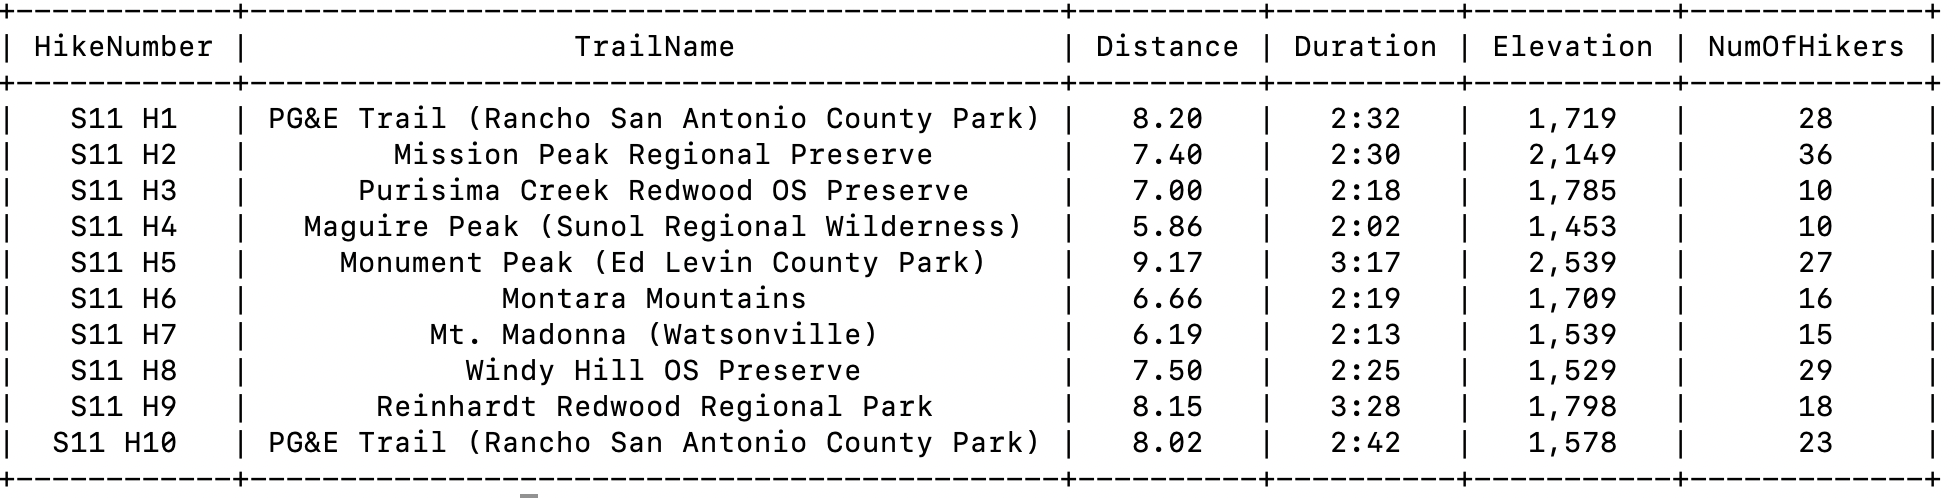 +------------+---------------------------------------------+----------+----------+-----------+-------------+
| HikeNumber |                  TrailName                  | Distance | Duration | Elevation | NumOfHikers |
+------------+---------------------------------------------+----------+----------+-----------+-------------+
|   S11 H1   | PG&E Trail (Rancho San Antonio County Park) |   8.20   |   2:32   |   1,719   |      28     |
|   S11 H2   |        Mission Peak Regional Preserve       |   7.40   |   2:30   |   2,149   |      36     |
|   S11 H3   |      Purisima Creek Redwood OS Preserve     |   7.00   |   2:18   |   1,785   |      10     |
|   S11 H4   |   Maguire Peak (Sunol Regional Wilderness)  |   5.86   |   2:02   |   1,453   |      10     |
|   S11 H5   |     Monument Peak (Ed Levin County Park)    |   9.17   |   3:17   |   2,539   |      27     |
|   S11 H6   |              Montara Mountains              |   6.66   |   2:19   |   1,709   |      16     |
|   S11 H7   |          Mt. Madonna (Watsonville)          |   6.19   |   2:13   |   1,539   |      15     |
|   S11 H8   |            Windy Hill OS Preserve           |   7.50   |   2:25   |   1,529   |      29     |
|   S11 H9   |       Reinhardt Redwood Regional Park       |   8.15   |   3:28   |   1,798   |      18     |
|  S11 H10   | PG&E Trail (Rancho San Antonio County Park) |   8.02   |   2:42   |   1,578   |      23     |
+------------+---------------------------------------------+----------+----------+-----------+-------------+